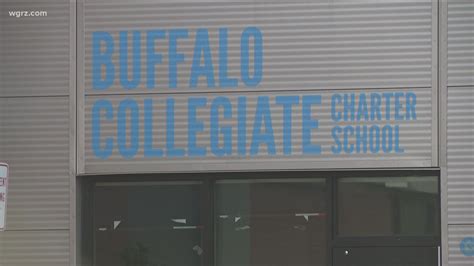 wgrz.com
BUFFALO
COLLEGIATE CHARTER
SCHOOL